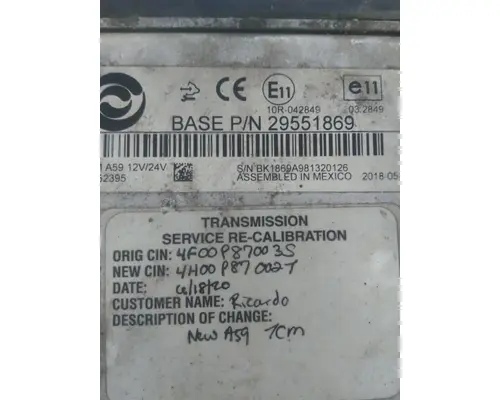 CE E11 e11
10R-042849 03 2849
BASE P/N 29551869
A59 12V/24V S/N BK1869A981320126
2395 ASSEMBLED IN MEXICO 2018-05
TRANSMISSION
SERVICE RE-CALIBRATION
ORIG CIN: 4F00P87003S
NEW CIN: 4H00P87002T
DATE: 6/18/20
CUSTOMER NAME: Ricardo
DESCRIPTION OF CHANGE:
New A59 TCM